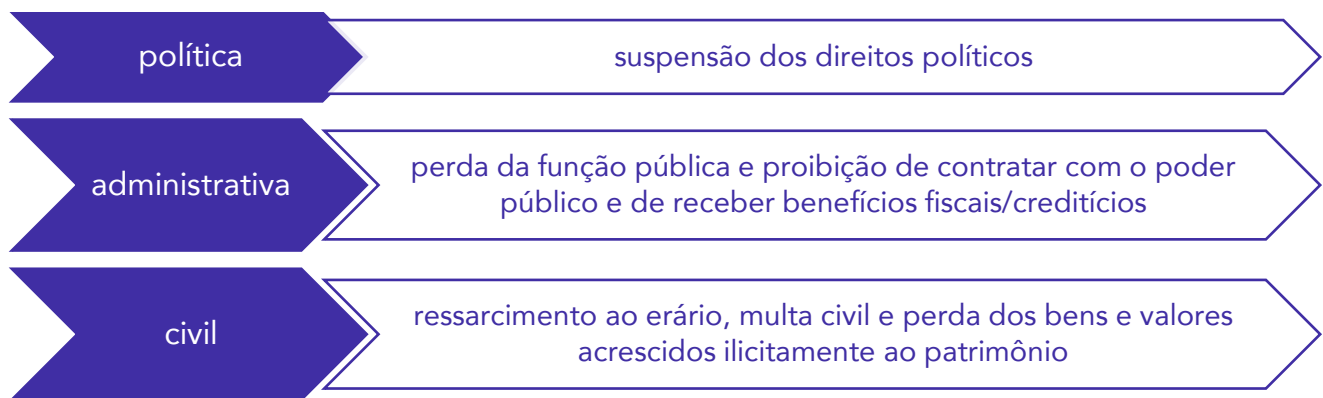 política
suspensão dos direitos políticos
administrativa
perda da função pública e proibição de contratar com o poder
público e de receber benefícios fiscais/creditícios
civil
ressarcimento ao erário, multa civil e perda dos bens e valores
acrescidos ilicitamente ao patrimônio